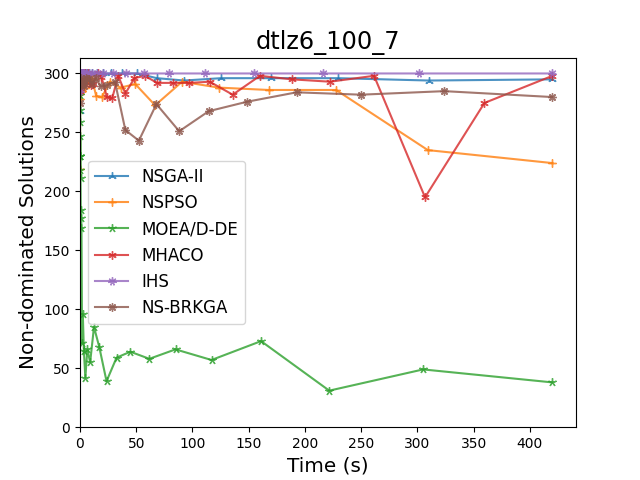 dtlz6_100_7
Non-dominated Solutions
300
250
200
150
100
50
0
NSGA-II
NSPSO
MOEA/D-DE
MHACO
IHS
NS-BRKGA
0 50 100 150 200 250 300 350 400
Time (s)